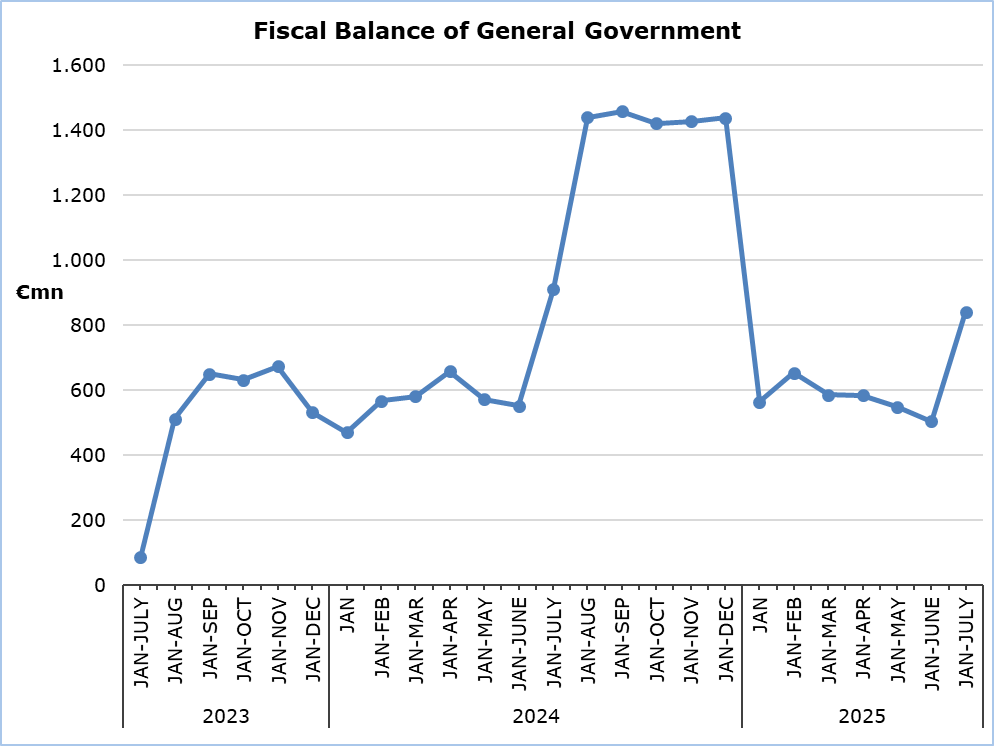 Fiscal Balance of General Government
1.600
1.400
1.200
1.000
€mn
800
600
400
200
0
JAN-JULY
JAN-AUG
JAN-SEP
JAN-OCT
JAN-NOV
JAN-DEC
JAN
JAN-FEB
JAN-MAR
JAN-APR
JAN-MAY
JAN-JUNE
JAN-JULY
JAN-AUG
JAN-SEP
JAN-OCT
JAN-NOV
JAN-DEC
JAN
JAN-FEB
JAN-MAR
JAN-APR
JAN-MAY
JAN-JUNE
JAN-JULY
2023
2024
2025